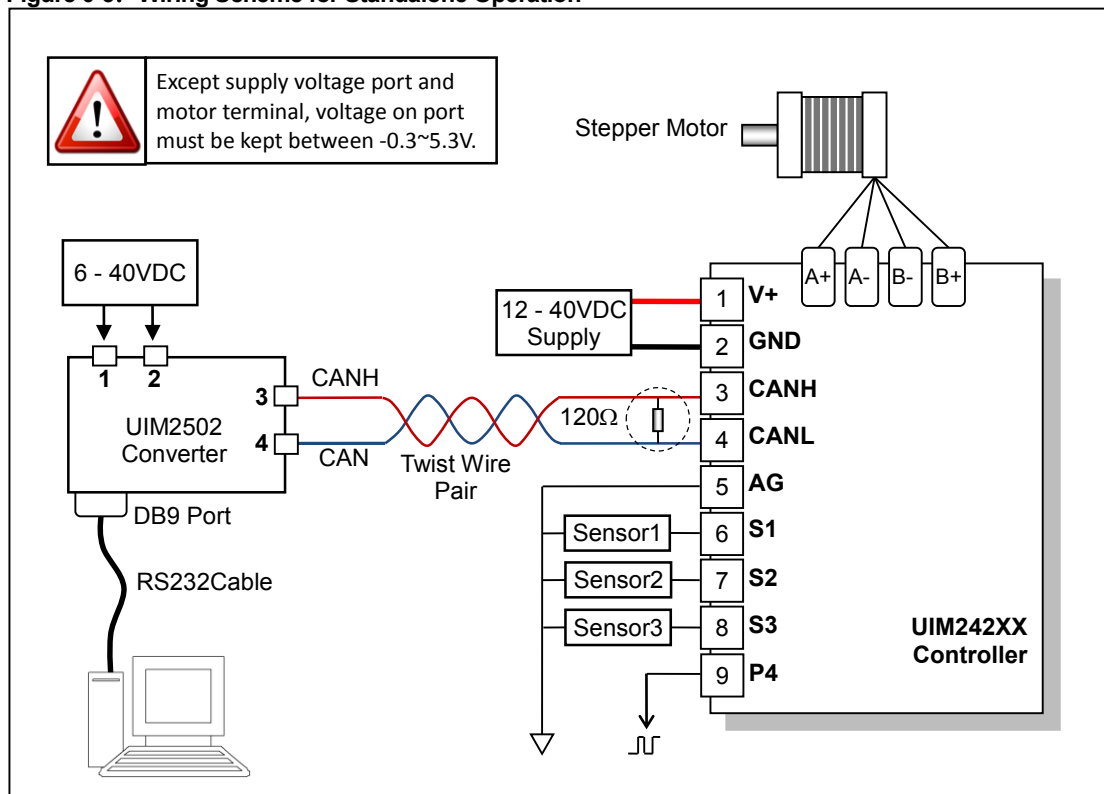 Except supply voltage port and
motor terminal, voltage on port
must be kept between -0.3~5.3V.
Stepper Motor
6 - 40VDC
A+ A- B- B+
12 - 40VDC
Supply
1 V+
2 GND
3 CANH
4 CANL
5 AG
6 S1
7 S2
8 S3
9 P4
1 2
3 CANH
4 CAN
UIM2502
Converter
120Ω
Twist Wire
Pair
DB9 Port
RS232Cable
Sensor1
Sensor2
Sensor3
UIM242XX
Controller